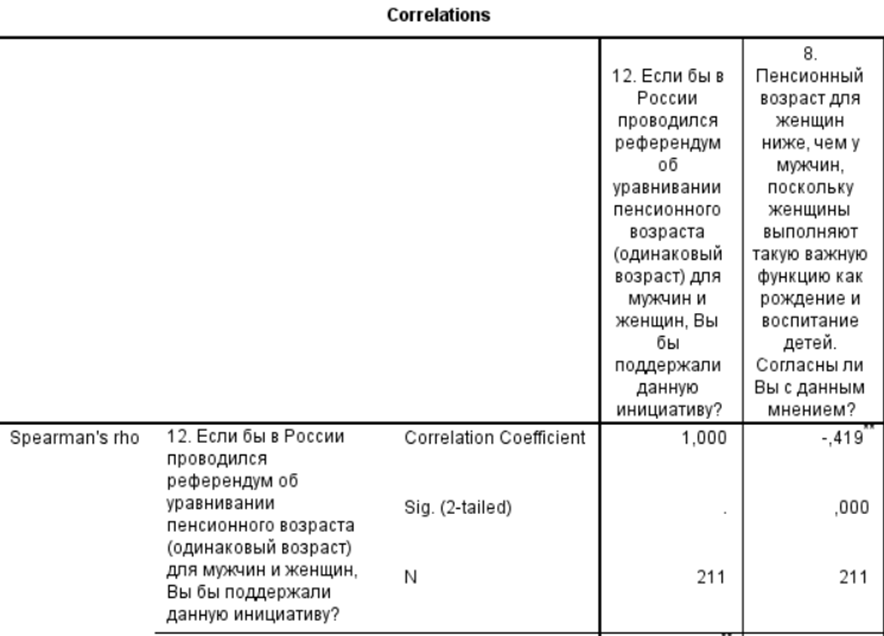 Correlations
12. Если бы в
России
проводился
референдум
об
уравнивании
пенсионного
возраста
(одинаковый
возраст) для
мужчин и
женщин, Вы
бы
поддержали
данную
инициативу?
8.
Пенсионный
возраст для
женщин
ниже, чем у
мужчин,
поскольку
женщины
выполняют
такую важную
функцию как
рождение и
воспитание
детей.
Согласны ли
Вы с данным
мнением?
Spearman's rho
12. Если бы в России
проводился
референдум об
уравнивании
пенсионного возраста
(одинаковый возраст)
для мужчин и женщин,
Вы бы поддержали
данную инициативу?
Correlation Coefficient 1,000 -,419**
Sig. (2-tailed) . ,000
N 211 211